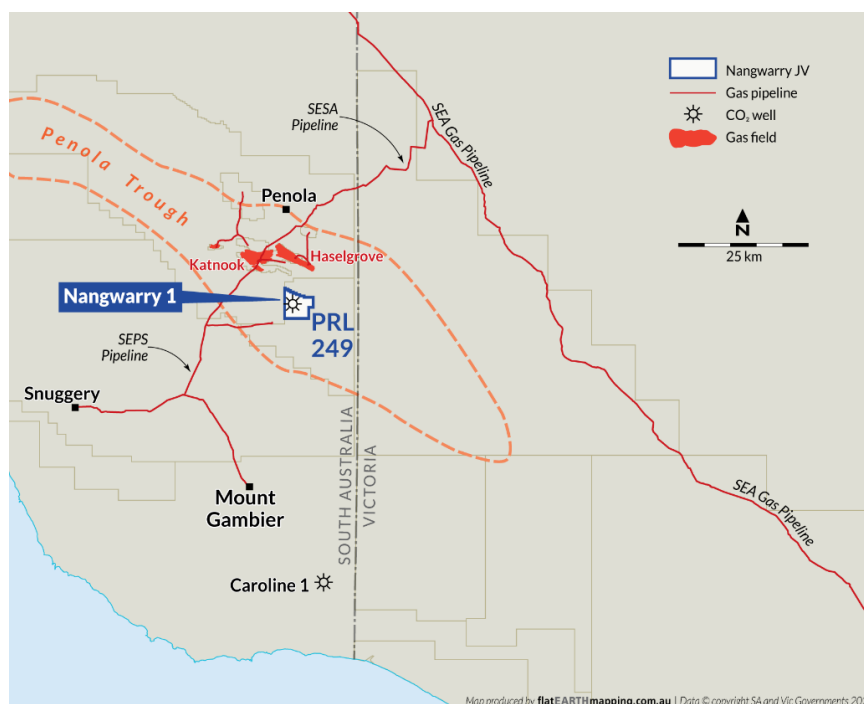 Nangwarry JV
Gas pipeline
CO₂ well
Gas field
N
25 km
SESA
Pipeline
SEA Gas Pipeline
Penola Trough
Penola
Katnook
Haselgrove
Nangwarry 1
PRL
249
SEPS
Pipeline
Snuggery
Mount
Gambier
SOUTH AUSTRALIA
VICTORIA
SEA Gas Pipeline
Caroline 1
Map produced by flatEARTHmapping.com.au | Data © copyright SA and Vic Governments